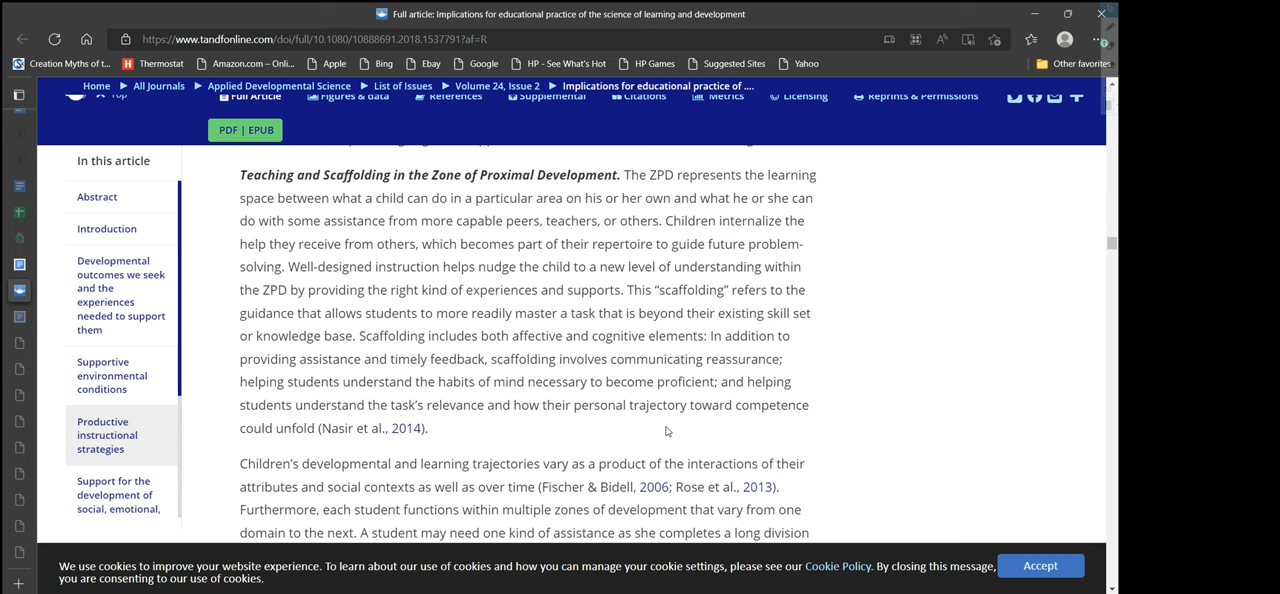 Full article: Implications for educational practice of the science of learning and development
https://www.tandfonline.com/doi/full/10.1080/10888691.2018.1537791?af=R
Creation Myths of t... Thermostat Amazon.com – Onli... Apple Bing Ebay Google HP - See What's Hot HP Games Suggested Sites Yahoo Other favorites
Home ▶ All Journals ▶ Applied Developmental Science ▶ List of Issues ▶ Volume 24, Issue 2 ▶ Implications for educational practice of ....
Top Full Article Figures & data References Supplemental Citations Metrics Licensing Reprints & Permissions
PDF | EPUB
In this article
Abstract
Introduction
Developmental
outcomes we seek
and the
experiences
needed to support
them
Supportive
environmental
conditions
Productive
instructional
strategies
Support for the
development of
social, emotional,
Teaching and Scaffolding in the Zone of Proximal Development. The ZPD represents the learning
space between what a child can do in a particular area on his or her own and what he or she can
do with some assistance from more capable peers, teachers, or others. Children internalize the
help they receive from others, which becomes part of their repertoire to guide future problem-
solving. Well-designed instruction helps nudge the child to a new level of understanding within
the ZPD by providing the right kind of experiences and supports. This “scaffolding” refers to the
guidance that allows students to more readily master a task that is beyond their existing skill set
or knowledge base. Scaffolding includes both affective and cognitive elements: In addition to
providing assistance and timely feedback, scaffolding involves communicating reassurance;
helping students understand the habits of mind necessary to become proficient; and helping
students understand the task’s relevance and how their personal trajectory toward competence
could unfold (Nasir et al., 2014).
Children’s developmental and learning trajectories vary as a product of the interactions of their
attributes and social contexts as well as over time (Fischer & Bidell, 2006; Rose et al., 2013).
Furthermore, each student functions within multiple zones of development that vary from one
domain to the next. A student may need one kind of assistance as she completes a long division
We use cookies to improve your website experience. To learn about our use of cookies and how you can manage your cookie settings, please see our Cookie Policy. By closing this message,
you are consenting to our use of cookies.
Accept